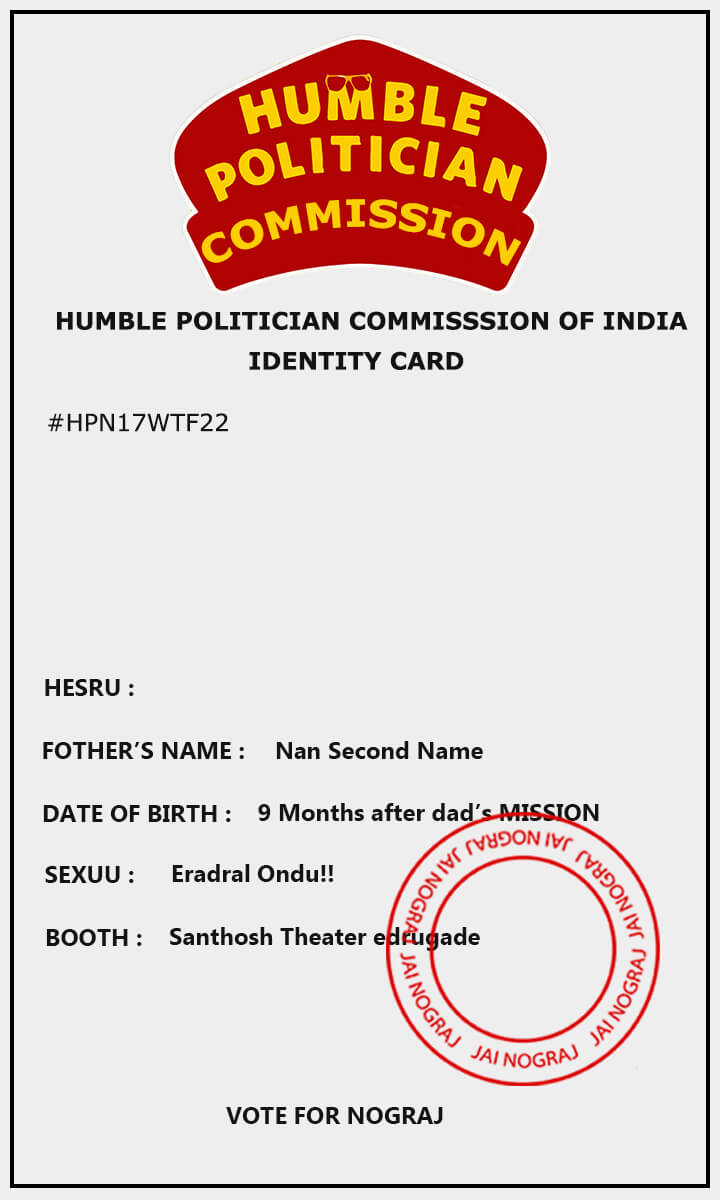 HUMBLE
POLITICIAN
COMMISSION
HUMBLE POLITICIAN COMMISSSION OF INDIA
IDENTITY CARD
#HPN17WTF22
HESRU :
FOTHER’S NAME : Nan Second Name
DATE OF BIRTH : 9 Months after dad’s MISSION
SEXUU : Eradral Ondu!!
BOOTH : Santhosh Theater edrugade
JAI NOGRAJ JAI NOGRAJ JAI NOGRAJ JAI NOGRAJ JAI NOGRAJ JAI NOGRAJ JAI NOGRAJ
VOTE FOR NOGRAJ